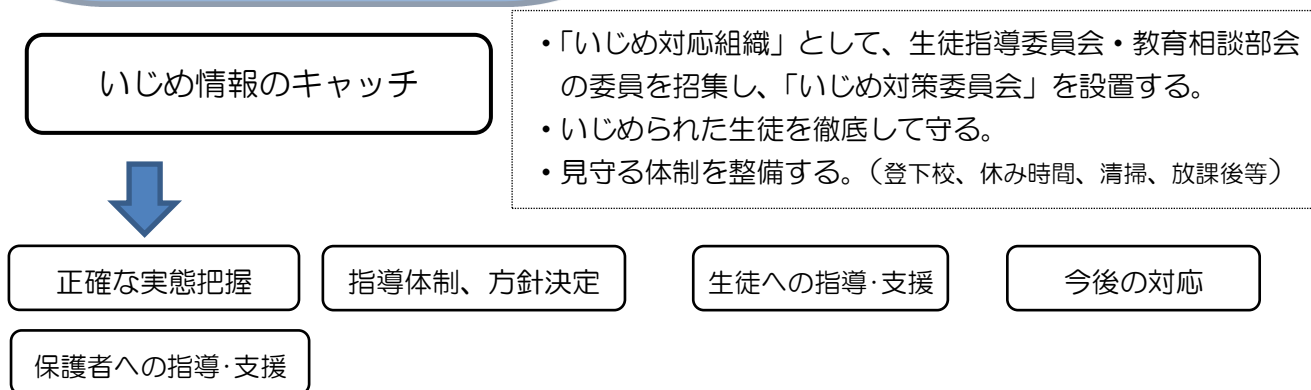 いじめ情報のキャッチ
・「いじめ対応組織」として、生徒指導委員会・教育相談部会
の委員を招集し、「いじめ対策委員会」を設置する。
・いじめられた生徒を徹底して守る。
・見守る体制を整備する。（登下校、休み時間、清掃、放課後等）
正確な実態把握
指導体制、方針決定
生徒への指導･支援
今後の対応
保護者への指導･支援